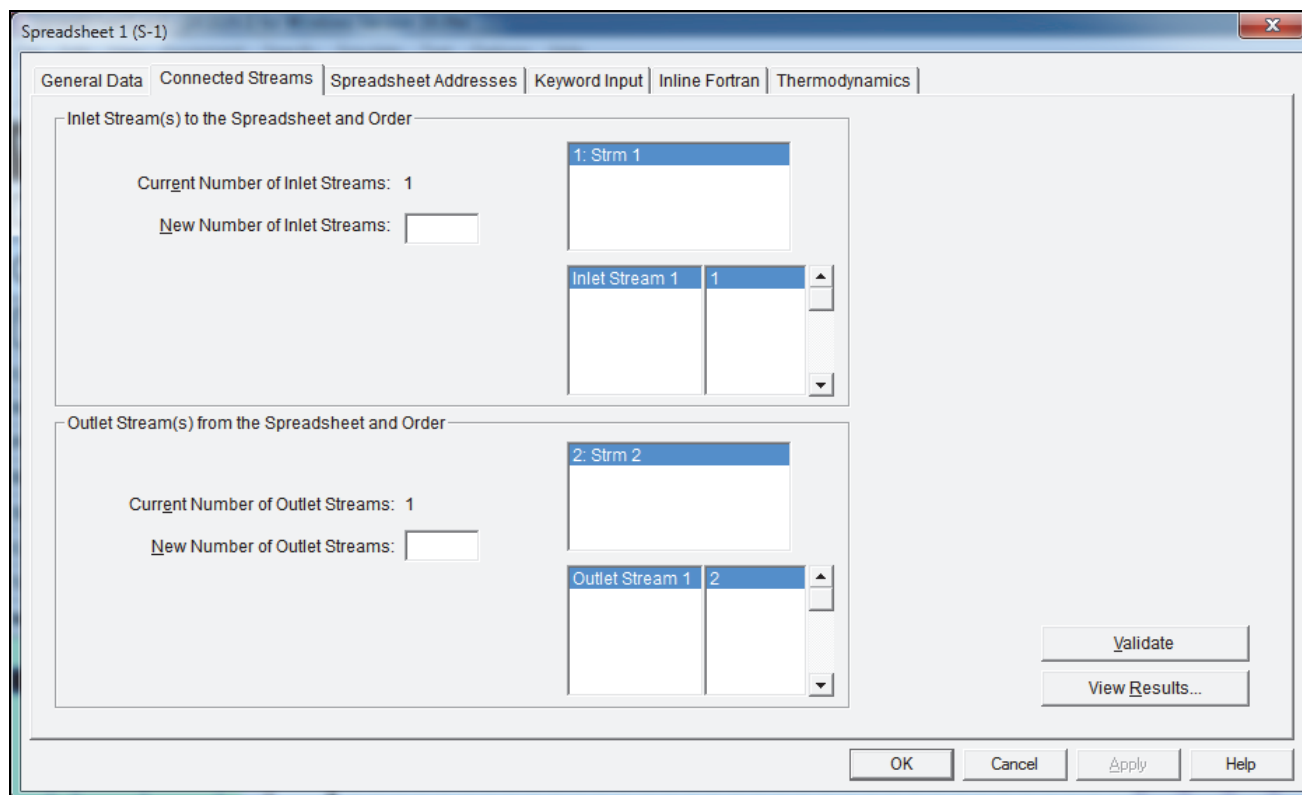 Spreadsheet 1 (S-1)
General Data Connected Streams Spreadsheet Addresses Keyword Input Inline Fortran Thermodynamics
Inlet Stream(s) to the Spreadsheet and Order
1: Strm 1
Current Number of Inlet Streams: 1
New Number of Inlet Streams:
Inlet Stream 1 1
Outlet Stream(s) from the Spreadsheet and Order
2: Strm 2
Current Number of Outlet Streams: 1
New Number of Outlet Streams:
Outlet Stream 1 2
Validate
View Results...
OK Cancel Apply Help